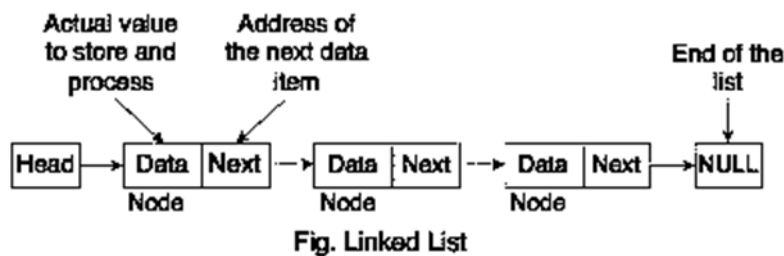 Actual value
to store and
process
Address of
the next data
item
End of the
list
Head
Data
Next
Data
Next
Data
Next
NULL
Node
Node
Node
Fig. Linked List